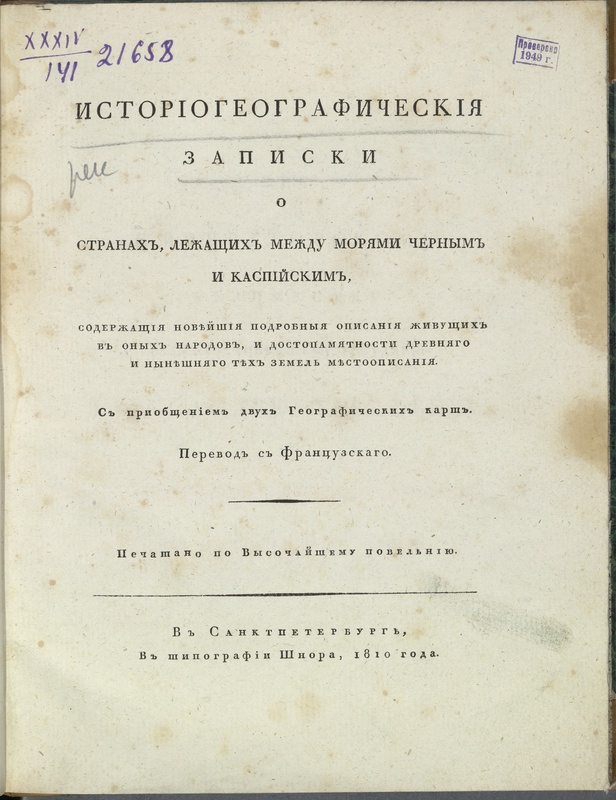 XXXIV
141
21658
Проверено
1949 г.
ИСТОРІОГЕОГРАФИЧЕСКІЯ
ЗАПИСКИ
О
СТРАНАХЪ, ЛЕЖАЩИХЪ МЕЖДУ МОРЯМИ ЧЕРНЫМЪ
И КАСПІЙСКИМЪ,
СОДЕРЖАЩІЯ НОВѢЙШІЯ ПОДРОБНЫЯ ОПИСАНІЯ ЖИВУЩИХЪ
ВЪ ОНЫХЪ НАРОДОВЪ, И ДОСТОПАМЯТНОСТИ ДРЕВНЯГО
И НЫНѢШНЯГО ТѢХЪ ЗЕМЕЛЬ МѢСТООПИСАНІЯ.
Съ пріобщеніемъ двухъ Географическихъ картъ.
Переводъ съ Французскаго.
Печатано по Высочайшему повелѣнію.
Въ Санктпетербургѣ,
Въ типографіи Шнора, 1810 года.